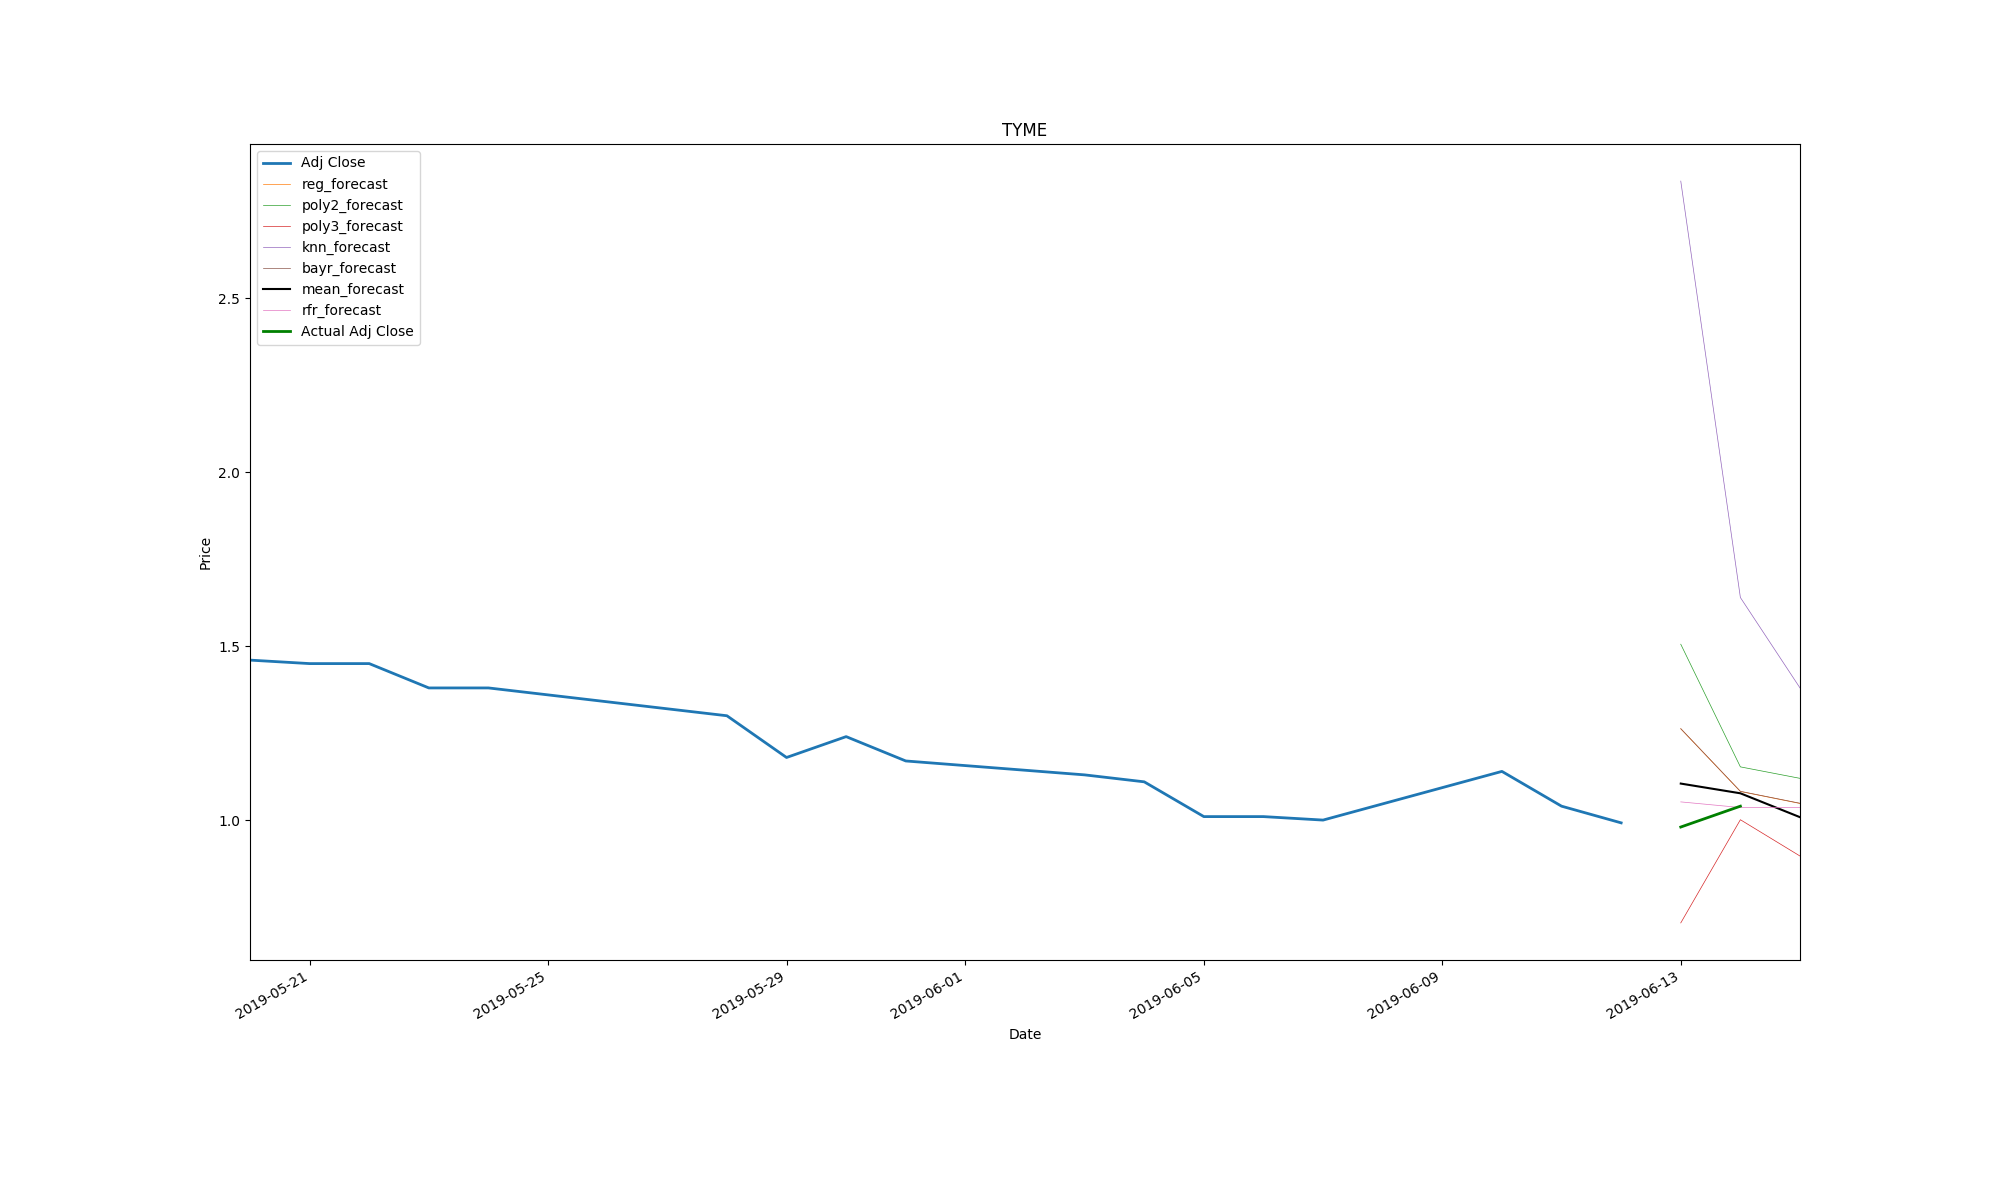 TYME
Adj Close
reg_forecast
poly2_forecast
poly3_forecast
knn_forecast
bayr_forecast
mean_forecast
rfr_forecast
Actual Adj Close
2.5
2.0
1.5
1.0
Price
2019-05-21
2019-05-25
2019-05-29
2019-06-01
2019-06-05
2019-06-09
2019-06-13
Date